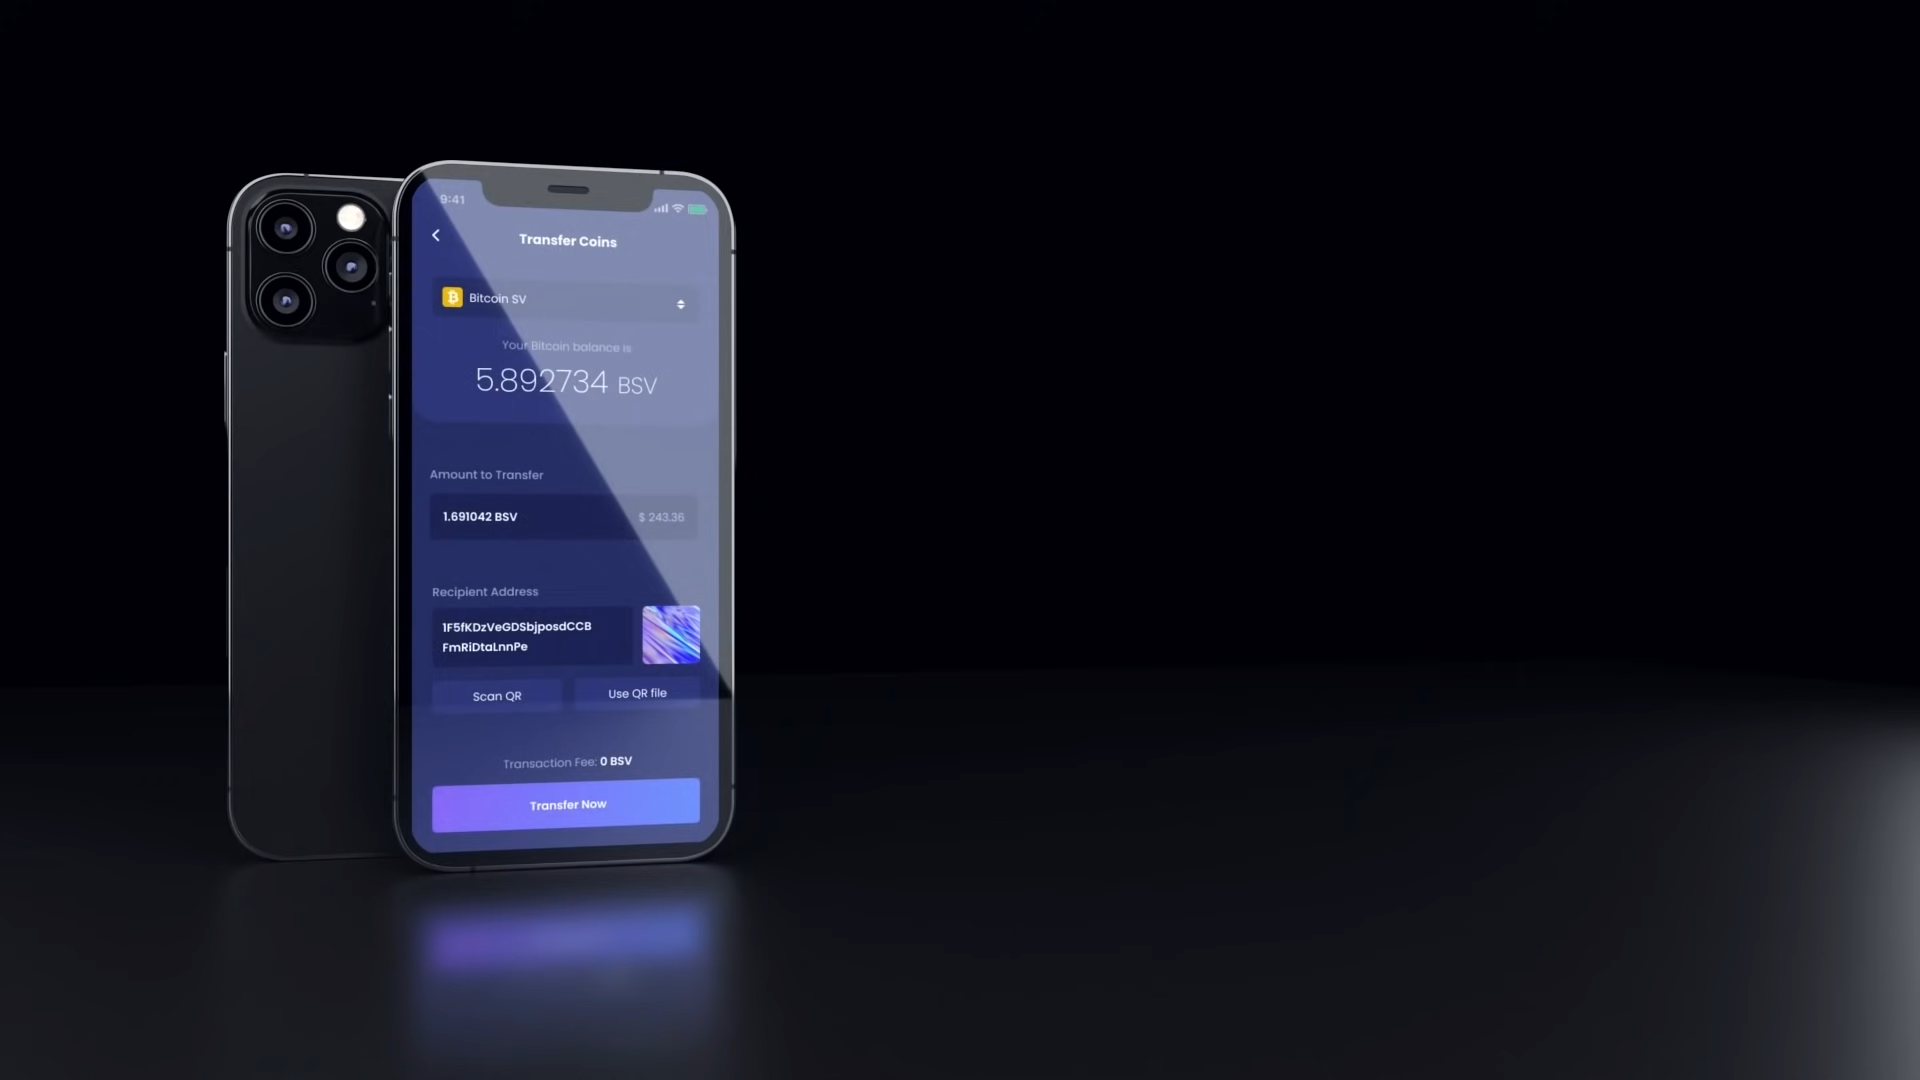 9:41
Transfer Coins
Bitcoin SV
Your Bitcoin balance is
5.892734 BSV
Amount to Transfer
1.691042 BSV $ 243.36
Recipient Address
1F5fKDzVeGDSbjposdCCB
FmRiDtaLnnPe
Scan QR Use QR file
Transaction Fee: 0 BSV
Transfer Now